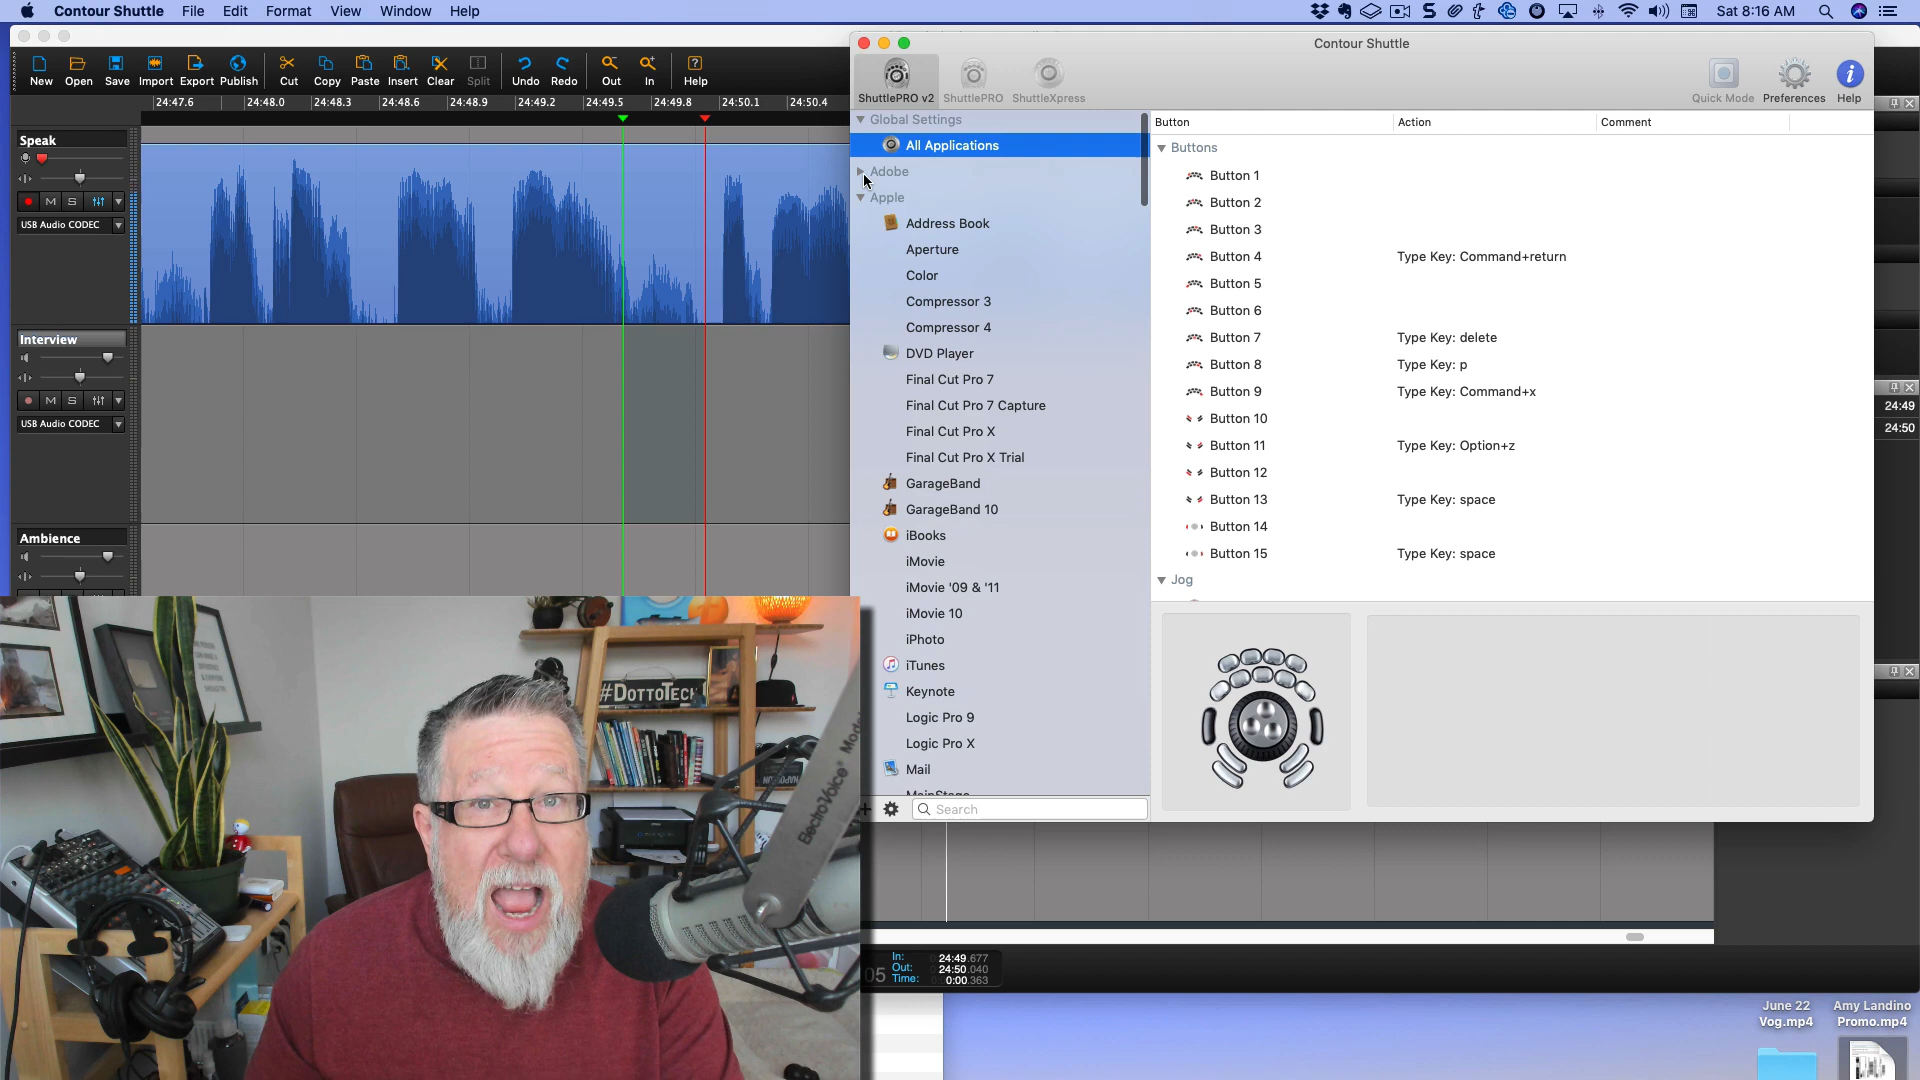 Contour Shuttle File Edit Format View Window Help
Sat 8:16 AM
New Open Save Import Export Publish Cut Copy Paste Insert Clear Split Undo Redo Out In Help
24:47.6 24:48.0 24:48.3 24:48.6 24:48.9 24:49.2 24:49.5 24:49.8 24:50.1 24:50.4
Speak
M S
USB Audio CODEC
Interview
M S
USB Audio CODEC
Ambience
Contour Shuttle
ShuttlePRO v2 ShuttlePRO ShuttleXpress
Quick Mode Preferences Help
Global Settings
All Applications
Adobe
Apple
Address Book
Aperture
Color
Compressor 3
Compressor 4
DVD Player
Final Cut Pro 7
Final Cut Pro 7 Capture
Final Cut Pro X
Final Cut Pro X Trial
GarageBand
GarageBand 10
iBooks
iMovie
iMovie '09 & '11
iMovie 10
iPhoto
iTunes
Keynote
Logic Pro 9
Logic Pro X
Mail
MainStage
Search
Button Action Comment
Buttons
Button 1
Button 2
Button 3
Button 4 Type Key: Command+return
Button 5
Button 6
Button 7 Type Key: delete
Button 8 Type Key: p
Button 9 Type Key: Command+x
Button 10
Button 11 Type Key: Option+z
Button 12
Button 13 Type Key: space
Button 14
Button 15 Type Key: space
Jog
24:49
24:50
#DOTTOTECH
ElectroVoice
05
In: 24:49.677
Out: 24:50.040
Time: 0:00.363
June 22
Vog.mp4
Amy Landino
Promo.mp4